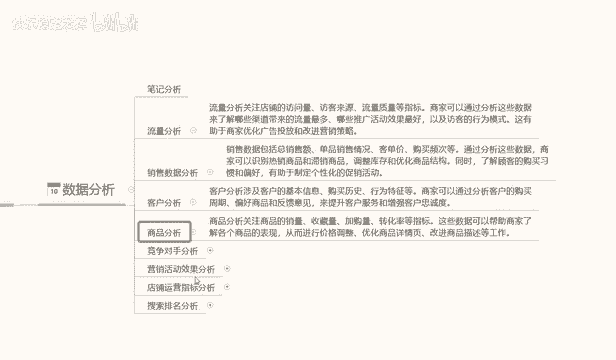 笔记分析
流量分析关注店铺的访问量、访客来源、流量质量等指标。商家可以通过分析这些数据
来了解哪些渠道带来的流量最多、哪些推广活动效果最好，以及访客的行为模式。这有
助于商家优化广告投放和改进营销策略。
流量分析
销售数据包括总销售额、单品销售情况、客单价、购买频次等。通过分析这些数据，商
家可以识别热销商品和滞销商品，调整库存和优化商品结构。同时，了解顾客的购买习
惯和偏好，有助于制定个性化的促销活动。
销售数据分析
10 数据分析
客户分析涉及客户的基本信息、购买历史、行为特征等。商家可以通过分析客户的购买
周期、偏好商品和反馈意见，来提升客户服务和增强客户忠诚度。
客户分析
商品分析关注商品的销量、收藏量、加购量、转化率等指标。这些数据可以帮助商家了
解各个商品的表现，从而进行价格调整、优化商品详情页、改进商品描述等工作。
商品分析
竞争对手分析
营销活动效果分析
店铺运营指标分析
搜索排名分析